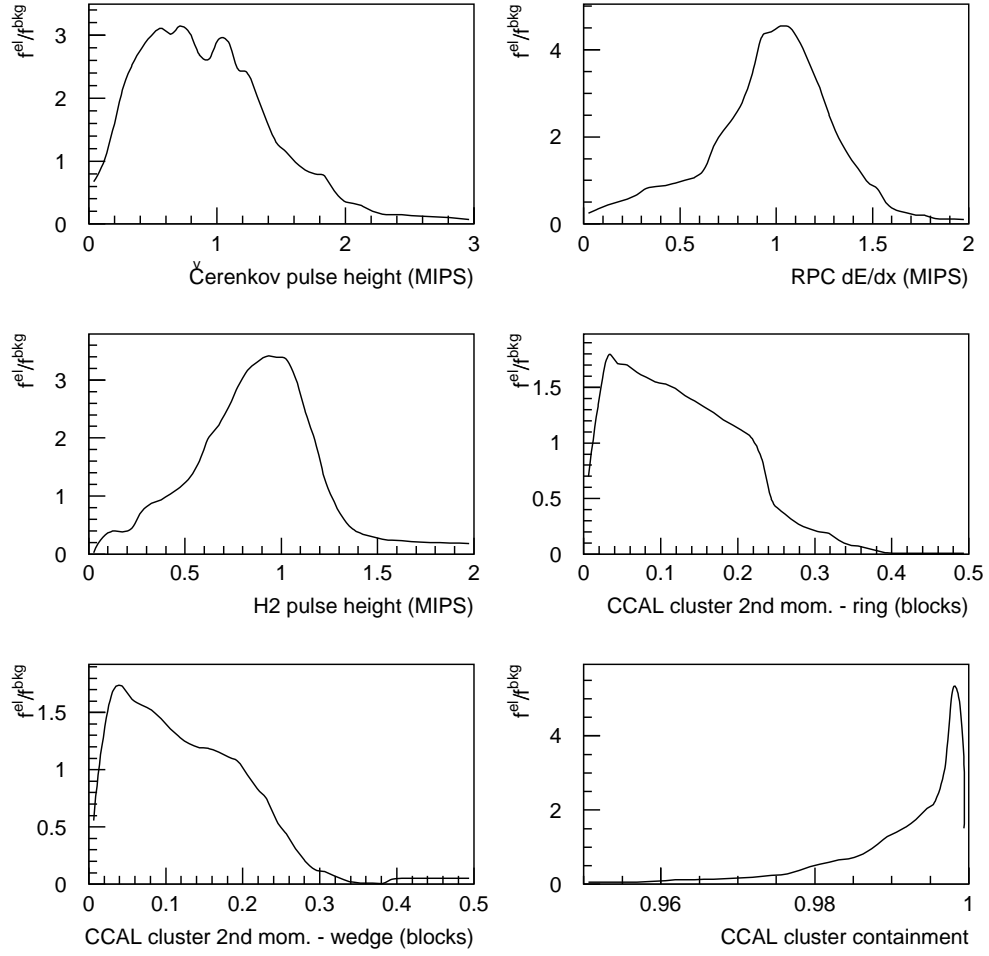 f^el/f^bkg
3
2
1
0
0 1 2 3
Čerenkov pulse height (MIPS)
f^el/f^bkg
4
2
0
0 0.5 1 1.5 2
RPC dE/dx (MIPS)
f^el/f^bkg
3
2
1
0
0 0.5 1 1.5 2
H2 pulse height (MIPS)
f^el/f^bkg
1.5
1
0.5
0
0 0.1 0.2 0.3 0.4 0.5
CCAL cluster 2nd mom. - ring (blocks)
f^el/f^bkg
1.5
1
0.5
0
0 0.1 0.2 0.3 0.4 0.5
CCAL cluster 2nd mom. - wedge (blocks)
f^el/f^bkg
4
2
0
0.96 0.98 1
CCAL cluster containment